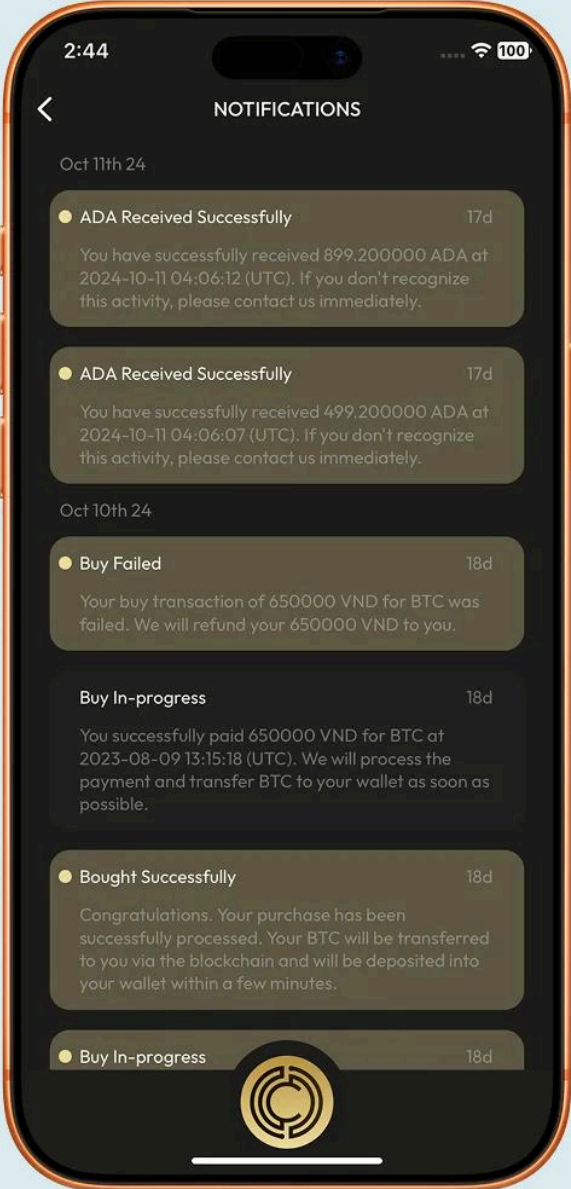 2:44
100
NOTIFICATIONS
Oct 11th 24
ADA Received Successfully 17d
You have successfully received 899.200000 ADA at
2024-10-11 04:06:12 (UTC). If you don't recognize
this activity, please contact us immediately.
ADA Received Successfully 17d
You have successfully received 499.200000 ADA at
2024-10-11 04:06:07 (UTC). If you don't recognize
this activity, please contact us immediately.
Oct 10th 24
Buy Failed 18d
Your buy transaction of 650000 VND for BTC was
failed. We will refund your 650000 VND to you.
Buy In-progress 18d
You successfully paid 650000 VND for BTC at
2023-08-09 13:15:18 (UTC). We will process the
payment and transfer BTC to your wallet as soon as
possible.
Bought Successfully 18d
Congratulations. Your purchase has been
successfully processed. Your BTC will be transferred
to you via the blockchain and will be deposited into
your wallet within a few minutes.
Buy In-progress 18d